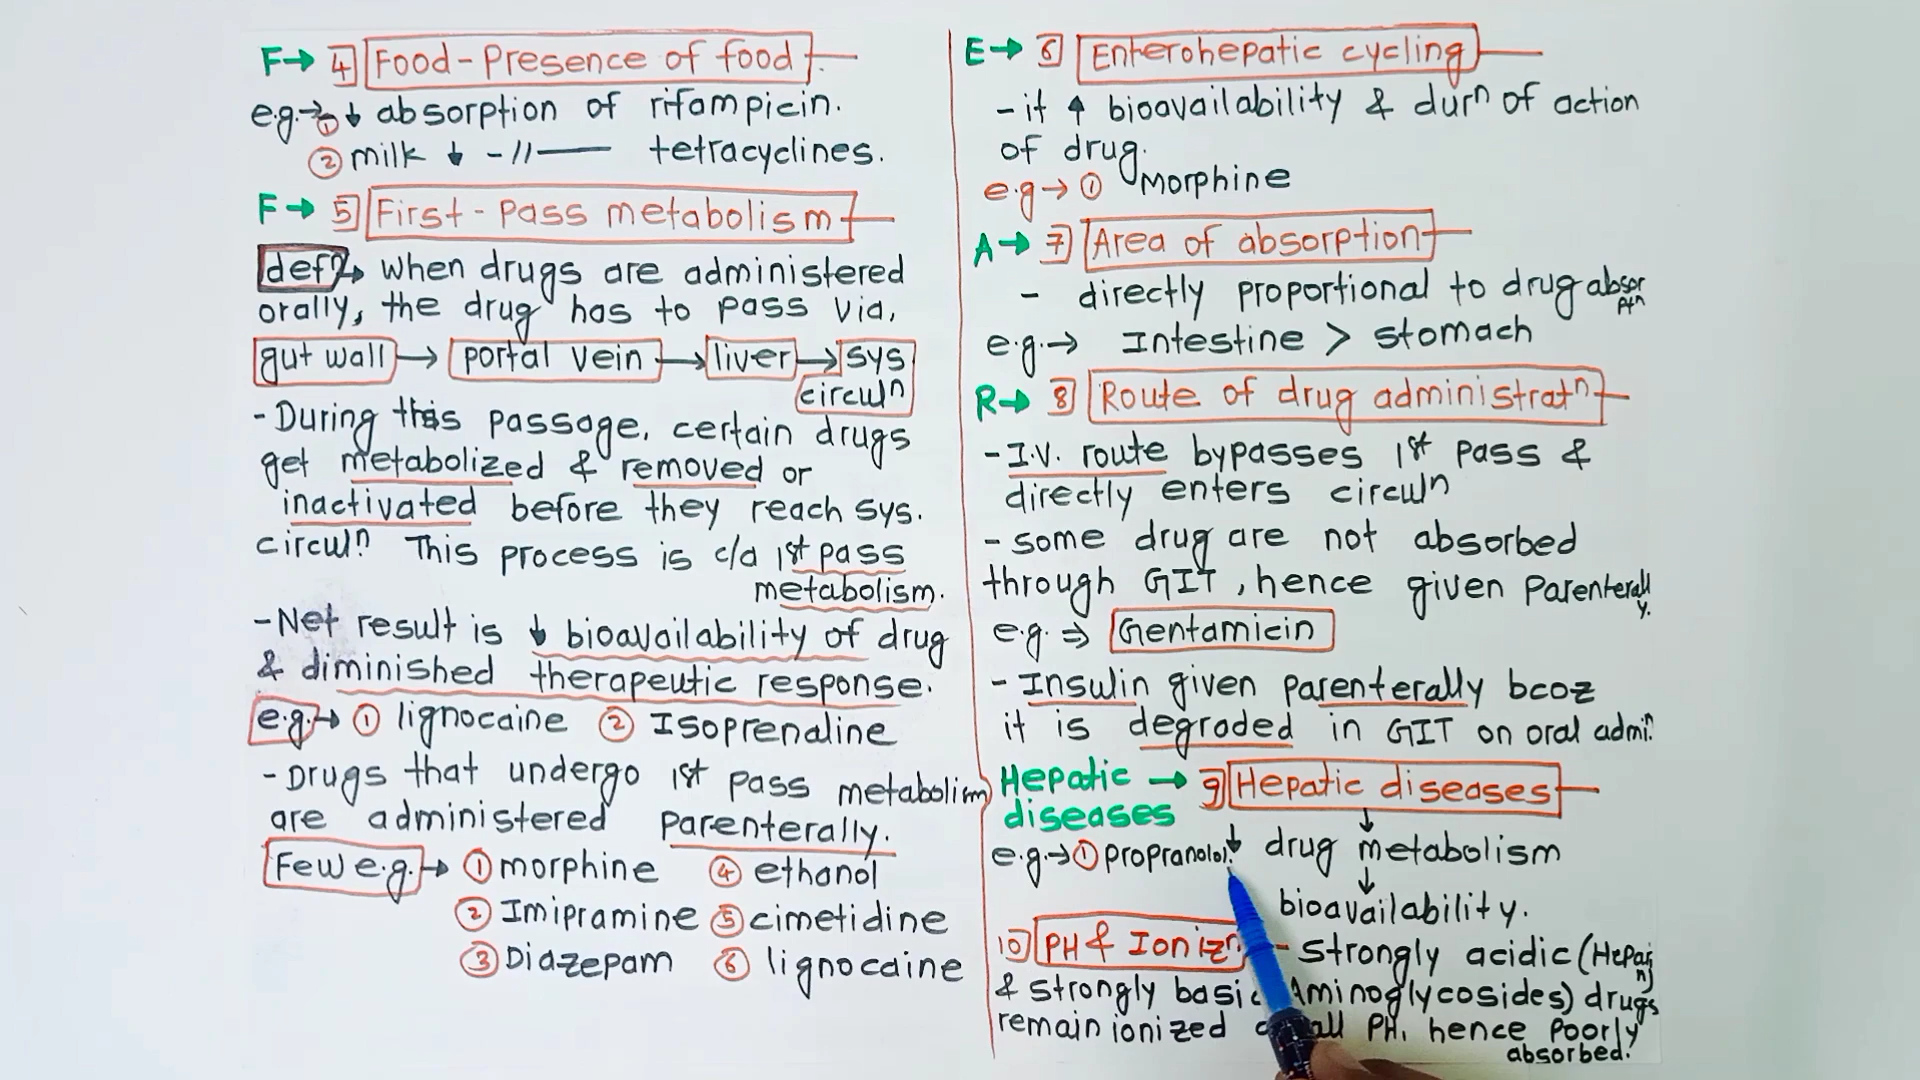 F→ 4] Food-Presence of food
e.g.→ ① ↓ absorption of rifampicin.
② milk ↓ -//—— tetracyclines.
F→ 5] First-Pass metabolism
defⁿ→ when drugs are administered
orally, the drug has to pass via,
gut wall → portal vein → liver → sys
circulⁿ
- During this passage, certain drugs
get metabolized & removed or
inactivated before they reach sys.
circulⁿ. This process is c/a 1st pass
metabolism.
- Net result is ↓ bioavailability of drug
& diminished therapeutic response.
e.g.→ ① lignocaine ② Isoprenaline
- Drugs that undergo 1st pass metabolism
are administered parenterally.
Few e.g.→ ① morphine ④ ethanol
② Imipramine ⑤ cimetidine
③ Diazepam ⑥ lignocaine
E→ 6] Enterohepatic cycling
- it ↑ bioavailability & durⁿ of action
of drug.
e.g→ ① Morphine
A→ 7] Area of absorption
- directly proportional to drug absorptⁿ
e.g.→ Intestine > stomach
R→ 8] Route of drug administratⁿ
- I.V. route bypasses 1st pass &
directly enters circulⁿ
- some drug are not absorbed
through GIT, hence given parenterally.
e.g. ⇒ Gentamicin
- Insulin given parenterally bcoz
it is degraded in GIT on oral admiⁿ.
Hepatic diseases → 9] Hepatic diseases
↓
e.g.→ ① propranolol. ↓ drug metabolism
↓
bioavailability.
10] PH & Ionizⁿ - strongly acidic (Heparin)
& strongly basic (Aminoglycosides) drugs
remain ionized all PH, hence poorly
absorbed.